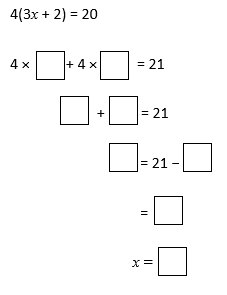 4(3x + 2) = 20
4 × + 4 × = 21
+ = 21
= 21 −
=
x =